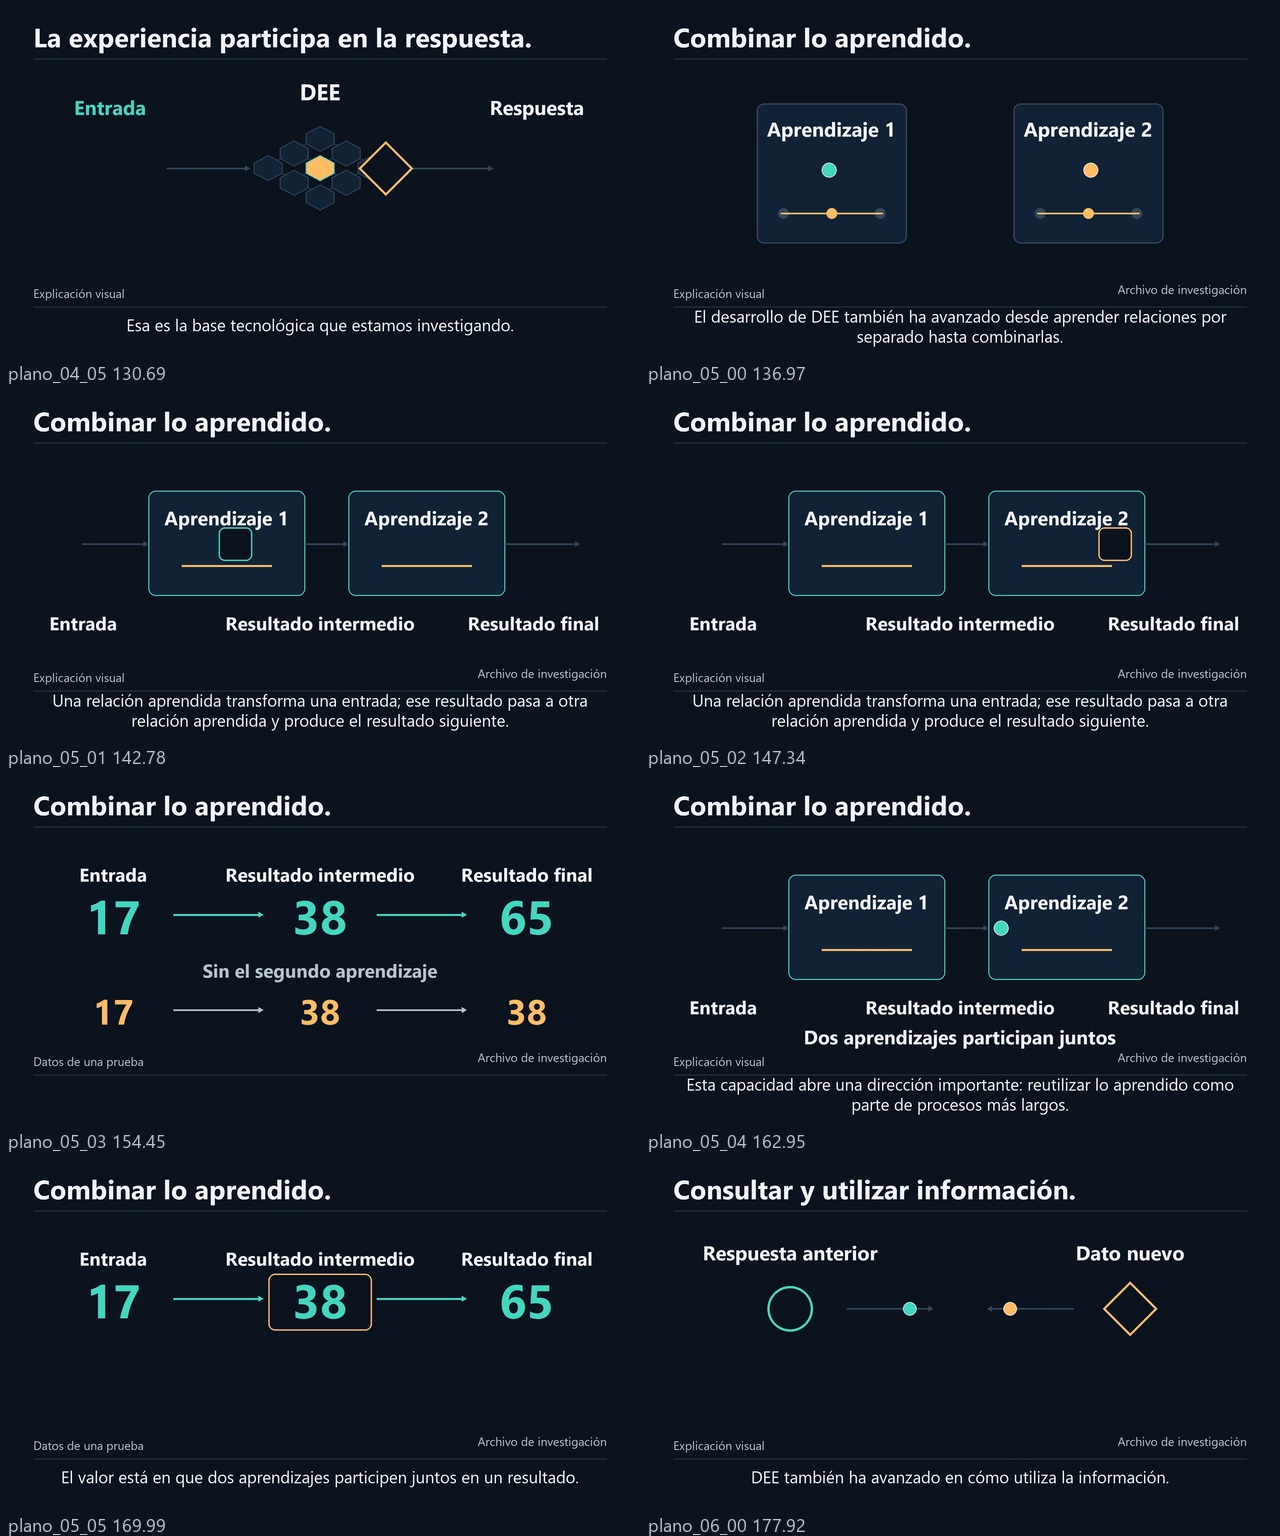 La experiencia participa en la respuesta.
DEE
Entrada
Respuesta
Explicación visual
Esa es la base tecnológica que estamos investigando.
plano_04_05 130.69
Combinar lo aprendido.
Aprendizaje 1
Aprendizaje 2
Explicación visual
Archivo de investigación
El desarrollo de DEE también ha avanzado desde aprender relaciones por
separado hasta combinarlas.
plano_05_00 136.97
Combinar lo aprendido.
Aprendizaje 1
Aprendizaje 2
Entrada
Resultado intermedio
Resultado final
Explicación visual
Archivo de investigación
Una relación aprendida transforma una entrada; ese resultado pasa a otra
relación aprendida y produce el resultado siguiente.
plano_05_01 142.78
Combinar lo aprendido.
Aprendizaje 1
Aprendizaje 2
Entrada
Resultado intermedio
Resultado final
Explicación visual
Archivo de investigación
Una relación aprendida transforma una entrada; ese resultado pasa a otra
relación aprendida y produce el resultado siguiente.
plano_05_02 147.34
Combinar lo aprendido.
Entrada
Resultado intermedio
Resultado final
17
38
65
Sin el segundo aprendizaje
17
38
38
Datos de una prueba
Archivo de investigación
plano_05_03 154.45
Combinar lo aprendido.
Aprendizaje 1
Aprendizaje 2
Entrada
Resultado intermedio
Resultado final
Dos aprendizajes participan juntos
Explicación visual
Archivo de investigación
Esta capacidad abre una dirección importante: reutilizar lo aprendido como
parte de procesos más largos.
plano_05_04 162.95
Combinar lo aprendido.
Entrada
Resultado intermedio
Resultado final
17
38
65
Datos de una prueba
Archivo de investigación
El valor está en que dos aprendizajes participen juntos en un resultado.
plano_05_05 169.99
Consultar y utilizar información.
Respuesta anterior
Dato nuevo
Explicación visual
Archivo de investigación
DEE también ha avanzado en cómo utiliza la información.
plano_06_00 177.92